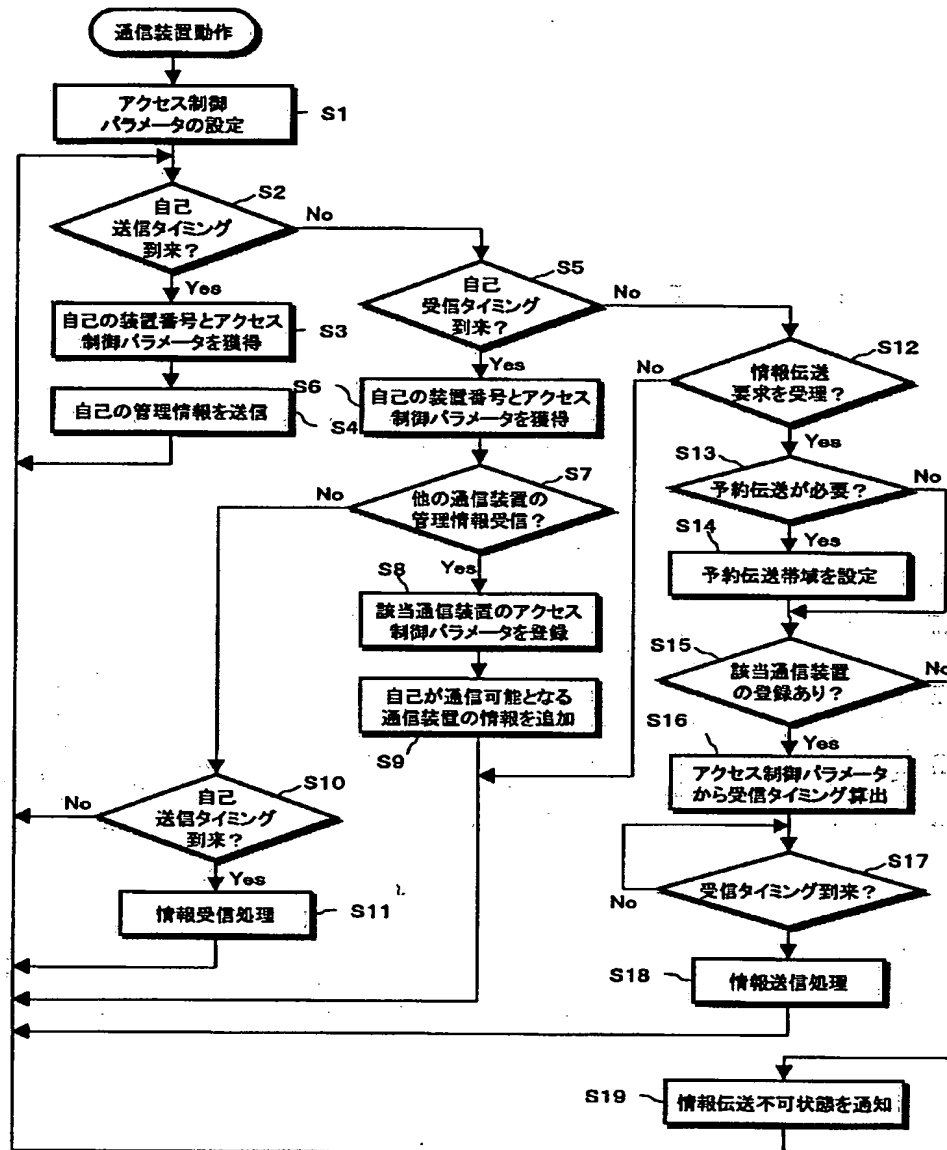 通信装置動作
アクセス制御
パラメータの設定
S1
S2
自己
送信タイミング
到来?
No
Yes
自己の装置番号とアクセス
制御パラメータを獲得
S3
自己の管理情報を送信
S4
S5
自己
受信タイミング
到来?
No
Yes
S6
自己の装置番号とアクセス
制御パラメータを獲得
S7
他の通信装置の
管理情報受信?
No
Yes
S8
該当通信装置のアクセス
制御パラメータを登録
自己が通信可能となる
通信装置の情報を追加
S9
S10
自己
送信タイミング
到来?
No
Yes
情報受信処理
S11
S12
情報伝送
要求を受理?
No
Yes
S13
予約伝送が必要?
No
Yes
S14
予約伝送帯域を設定
S15
該当通信装置
の登録あり?
No
Yes
S16
アクセス制御パラメータ
から受信タイミング算出
S17
受信タイミング到来?
No
S18
情報送信処理
S19
情報伝送不可状態を通知